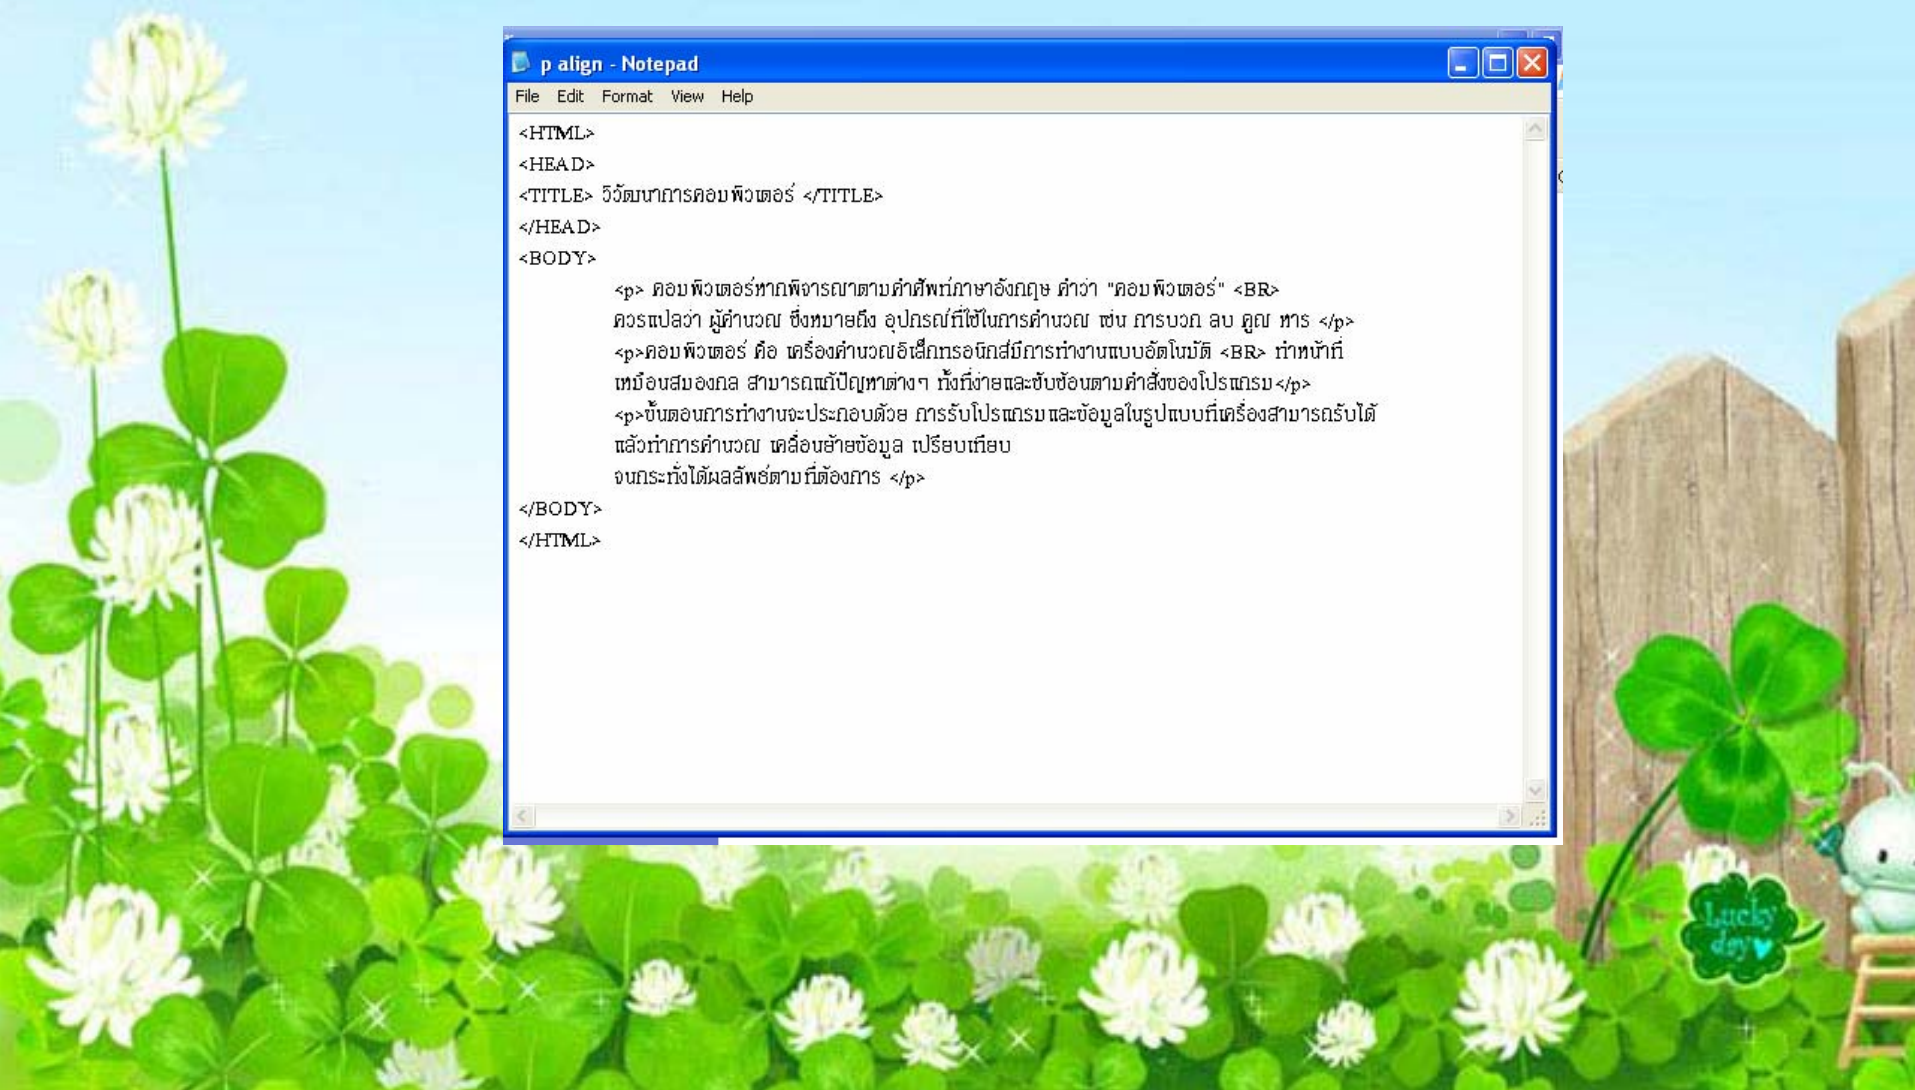 p align - Notepad
File Edit Format View Help
<HTML>
<HEAD>
<TITLE> วิวัฒนาการคอมพิวเตอร์ </TITLE>
</HEAD>
<BODY>
<p> คอมพิวเตอร์หากพิจารณาตามคำศัพท์ภาษาอังกฤษ คำว่า "คอมพิวเตอร์" <BR>
ควรแปลว่า ผู้คำนวณ ซึ่งหมายถึง อุปกรณ์ที่ใช้ในการคำนวณ เช่น การบวก ลบ คูณ หาร </p>
<p>คอมพิวเตอร์ คือ เครื่องคำนวณอิเล็กทรอนิกส์มีการทำงานแบบอัตโนมัติ <BR> ทำหน้าที่
เหมือนสมองกล สามารถแก้ปัญหาต่างๆ ทั้งที่ง่ายและซับซ้อนตามคำสั่งของโปรแกรม</p>
<p>ขั้นตอนการทำงานจะประกอบด้วย การรับโปรแกรมและข้อมูลในรูปแบบที่เครื่องสามารถรับได้
แล้วทำการคำนวณ เคลื่อนย้ายข้อมูล เปรียบเทียบ
จนกระทั่งได้ผลลัพธ์ตามที่ต้องการ </p>
</BODY>
</HTML>
Lucky
day